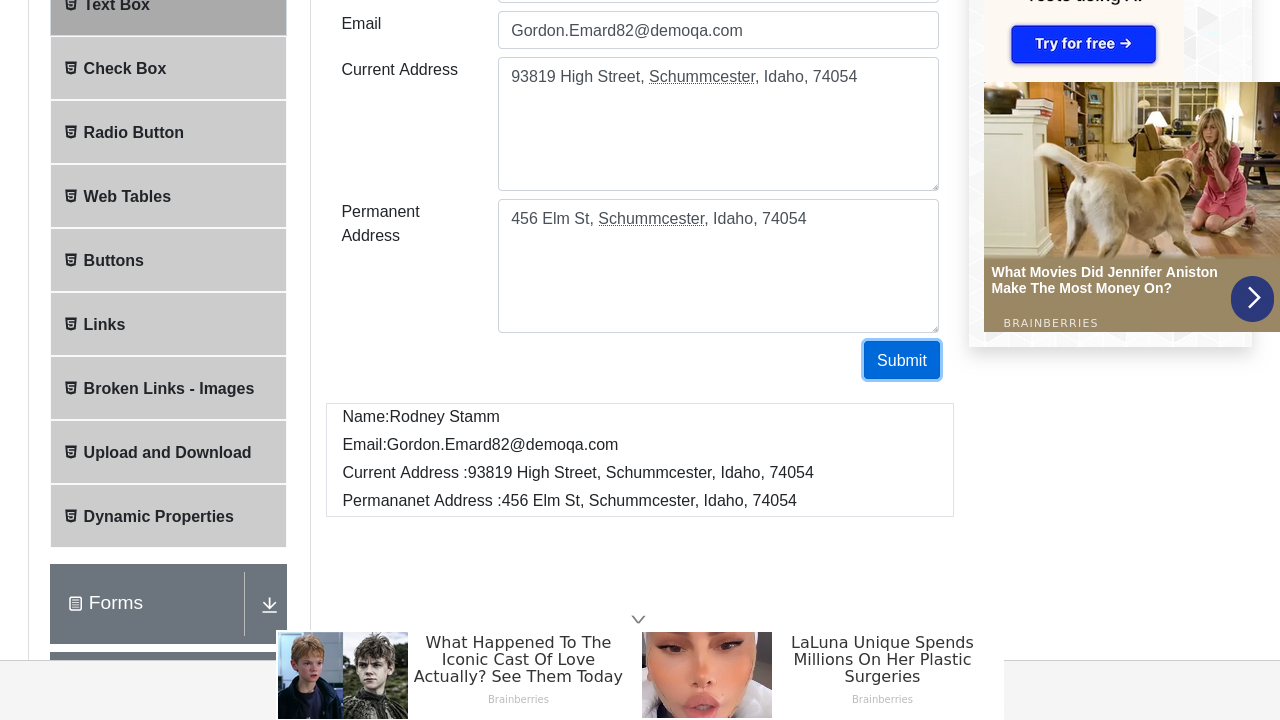 Text Box
Check Box
Radio Button
Web Tables
Buttons
Links
Broken Links - Images
Upload and Download
Dynamic Properties
Forms
Email
Gordon.Emard82@demoqa.com
Current Address
93819 High Street, Schummcester, Idaho, 74054
Permanent
Address
456 Elm St, Schummcester, Idaho, 74054
Submit
Name:Rodney Stamm
Email:Gordon.Emard82@demoqa.com
Current Address :93819 High Street, Schummcester, Idaho, 74054
Permananet Address :456 Elm St, Schummcester, Idaho, 74054
Try for free →
What Movies Did Jennifer Aniston
Make The Most Money On?
BRAINBERRIES
What Happened To The
Iconic Cast Of Love
Actually? See Them Today
Brainberries
LaLuna Unique Spends
Millions On Her Plastic
Surgeries
Brainberries